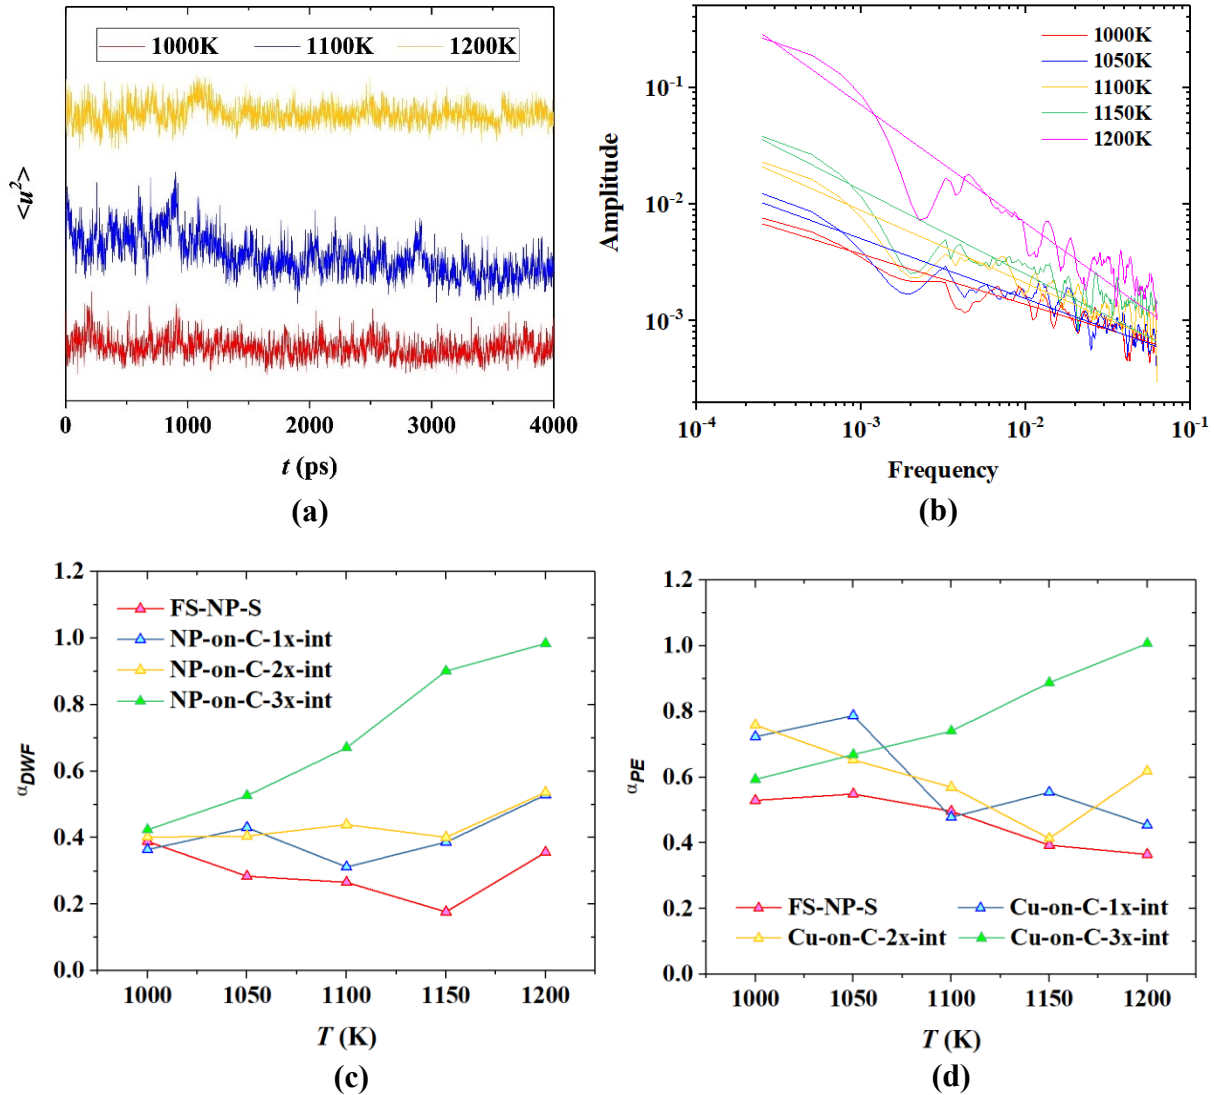 1000K 1100K 1200K
<u²>
0 1000 2000 3000 4000
t (ps)
(a)
1000K
1050K
1100K
1150K
1200K
Amplitude
10⁻¹
10⁻²
10⁻³
10⁻⁴ 10⁻³ 10⁻² 10⁻¹
Frequency
(b)
1.2
1.0
0.8
0.6
0.4
0.2
0.0
αDWF
FS-NP-S
NP-on-C-1x-int
NP-on-C-2x-int
NP-on-C-3x-int
1000 1050 1100 1150 1200
T (K)
(c)
1.2
1.0
0.8
0.6
0.4
0.2
0.0
αPE
FS-NP-S Cu-on-C-1x-int
Cu-on-C-2x-int Cu-on-C-3x-int
1000 1050 1100 1150 1200
T (K)
(d)